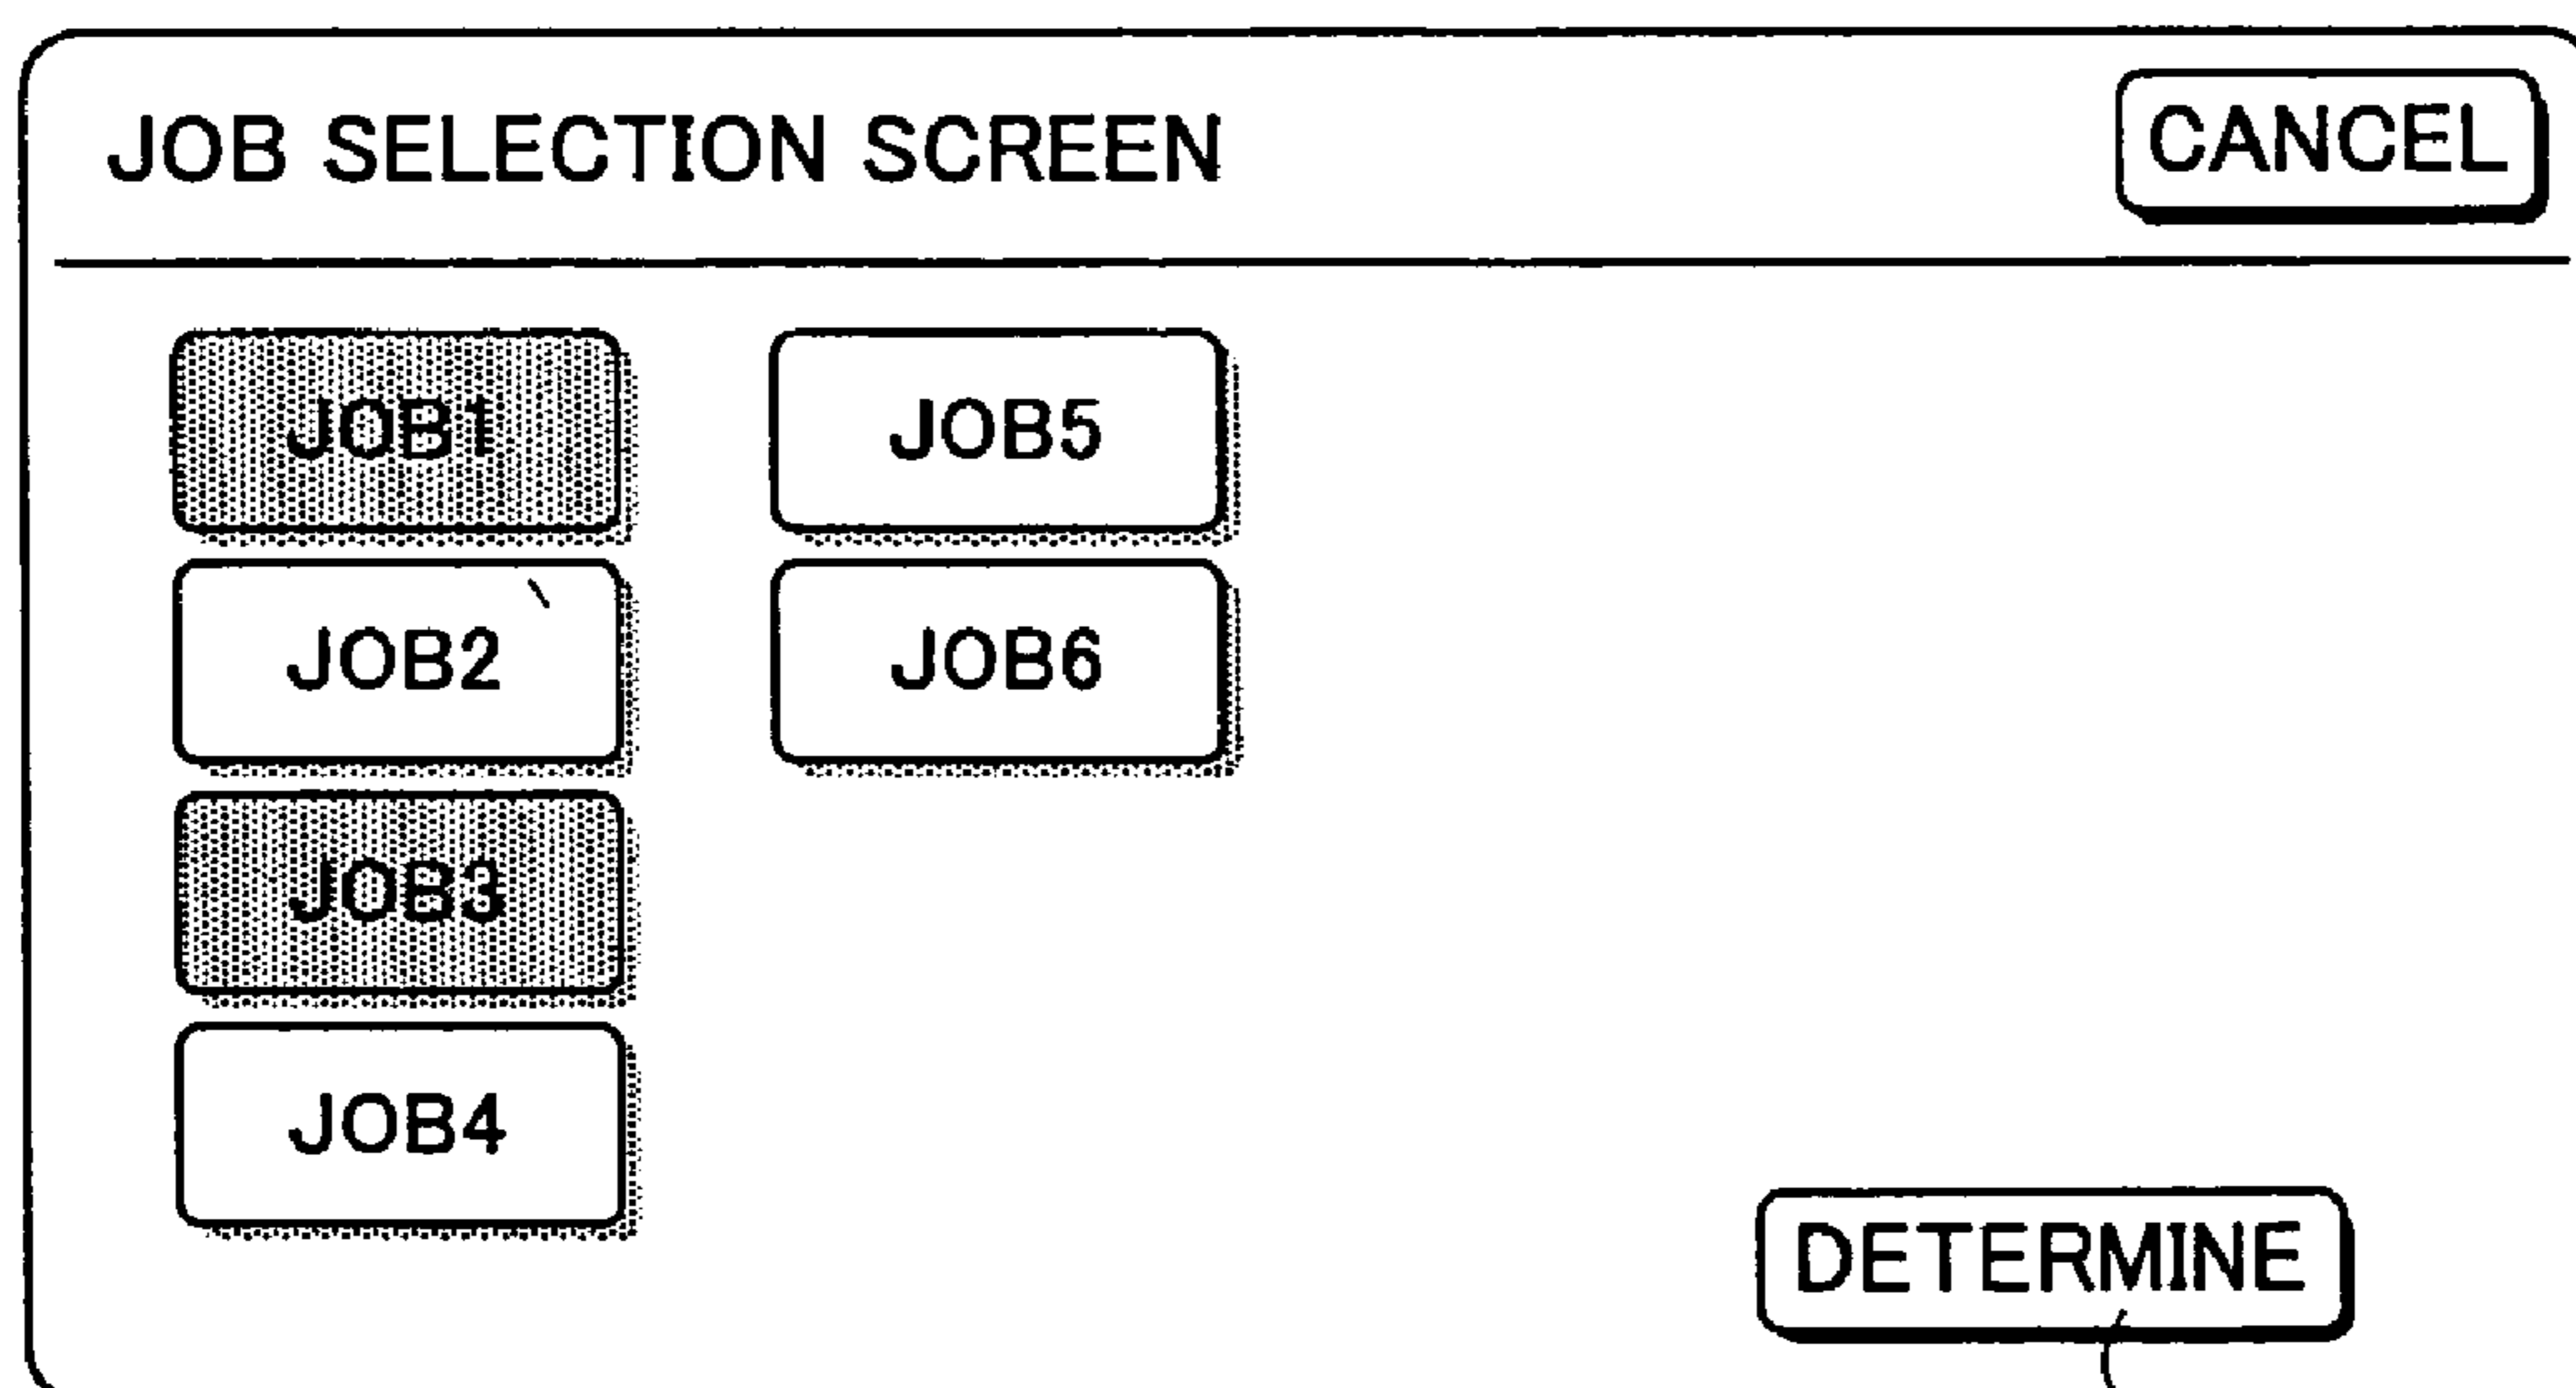 JOB SELECTION SCREEN CANCEL
JOB1 JOB5
JOB2 JOB6
JOB3
JOB4
DETERMINE